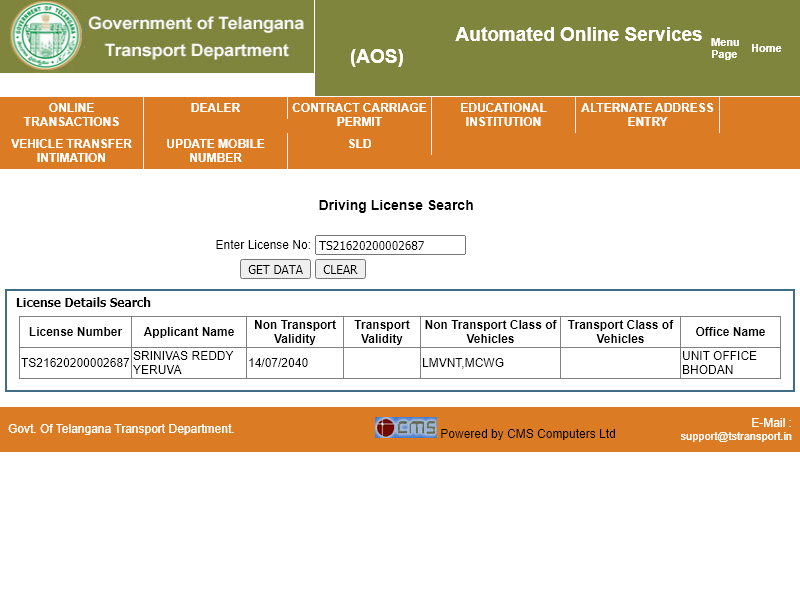 Government of Telangana
Transport Department
(AOS)
Automated Online Services
Menu
Page
Home
ONLINE
TRANSACTIONS
DEALER
CONTRACT CARRIAGE
PERMIT
EDUCATIONAL
INSTITUTION
ALTERNATE ADDRESS
ENTRY
VEHICLE TRANSFER
INTIMATION
UPDATE MOBILE
NUMBER
SLD
Driving License Search
Enter License No: TS21620200002687
GET DATA CLEAR
License Details Search
License Number
Applicant Name
Non Transport
Validity
Transport
Validity
Non Transport Class of
Vehicles
Transport Class of
Vehicles
Office Name
TS21620200002687
SRINIVAS REDDY
YERUVA
14/07/2040
LMVNT,MCWG
UNIT OFFICE
BHODAN
Govt. Of Telangana Transport Department.
CMS Powered by CMS Computers Ltd
E-Mail :
support@tstransport.in